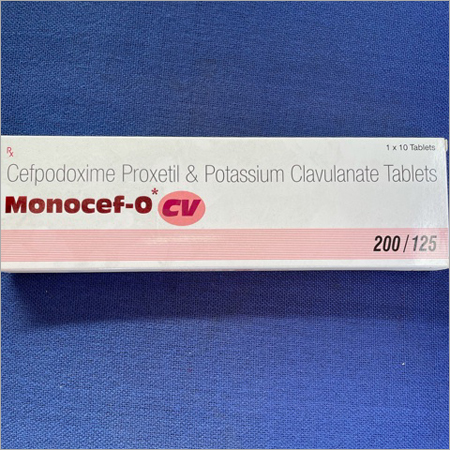 1 x 10 Tablets
Rx
Cefpodoxime Proxetil & Potassium Clavulanate Tablets
Monocef-O* CV
200/125